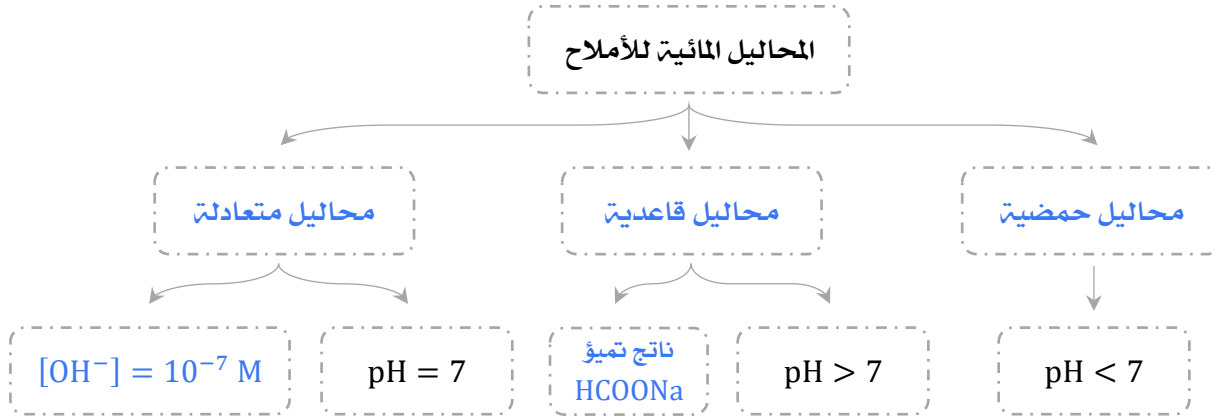 المحاليل المائية للأملاح
محاليل حمضية
محاليل قاعدية
محاليل متعادلة
pH < 7
pH > 7
ناتج تميؤ
HCOONa
pH = 7
[OH⁻] = 10⁻⁷ M